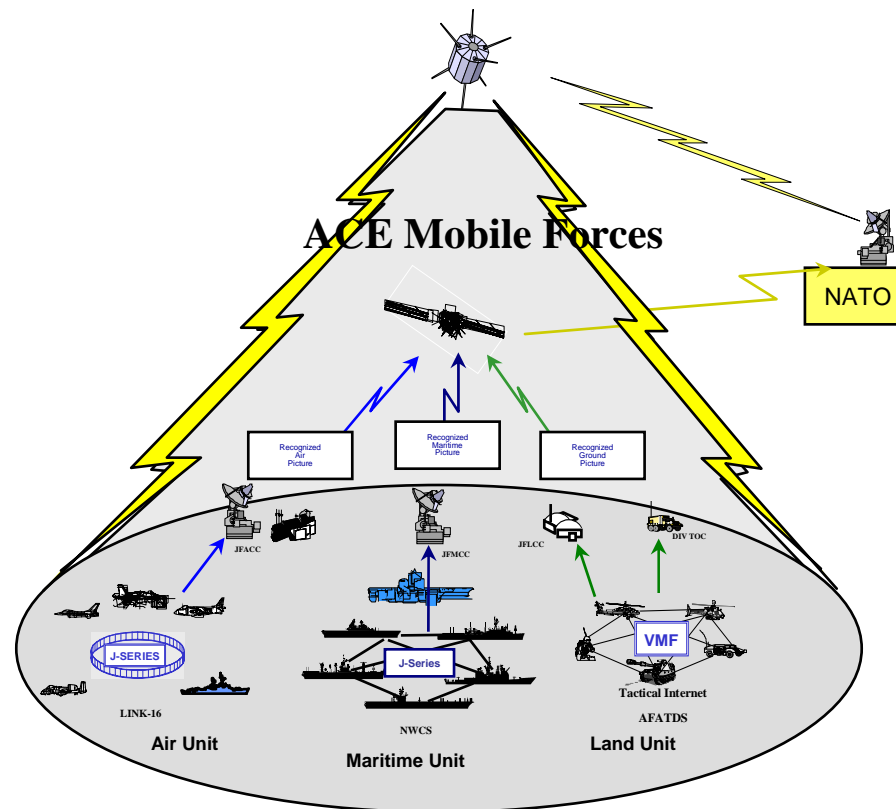 ACE Mobile Forces
NATO
Recognized
Air
Picture
Recognized
Maritime
Picture
Recognized
Ground
Picture
JFACC
JFMCC
JFLCC
DIV TOC
J-SERIES
LINK-16
Air Unit
J-Series
NWCS
Maritime Unit
VMF
Tactical Internet
AFATDS
Land Unit